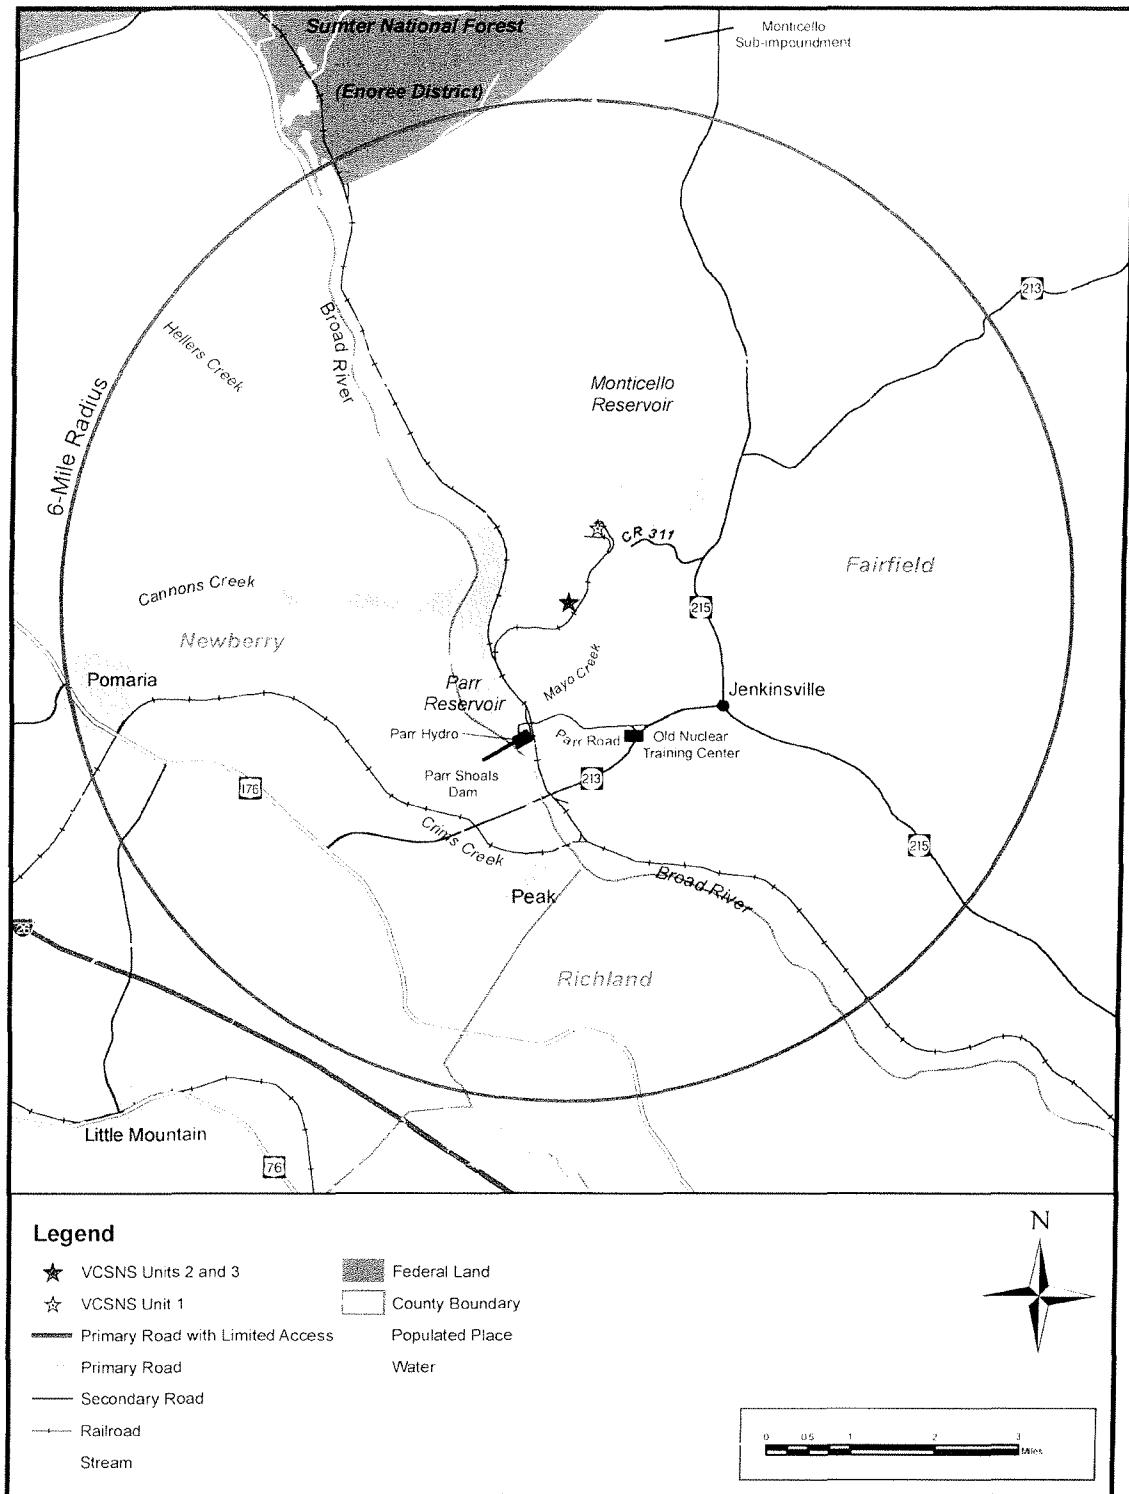 Sumter National Forest
(Enoree District)
Monticello
Sub-impoundment
213
Hellers Creek
Broad River
Monticello
Reservoir
6-Mile Radius
CR 311
Fairfield
Cannons Creek
215
Newberry
Mayo Creek
Pomaria
Parr
Reservoir
Jenkinsville
Parr Hydro
Parr Road
Old Nuclear
Training Center
Parr Shoals
Dam
213
176
Crims Creek
215
Peak
Broad River
26
Richland
Little Mountain
76
Legend
VCSNS Units 2 and 3
VCSNS Unit 1
Primary Road with Limited Access
Primary Road
Secondary Road
Railroad
Stream
Federal Land
County Boundary
Populated Place
Water
N
0 0.5 1 2 3
Miles